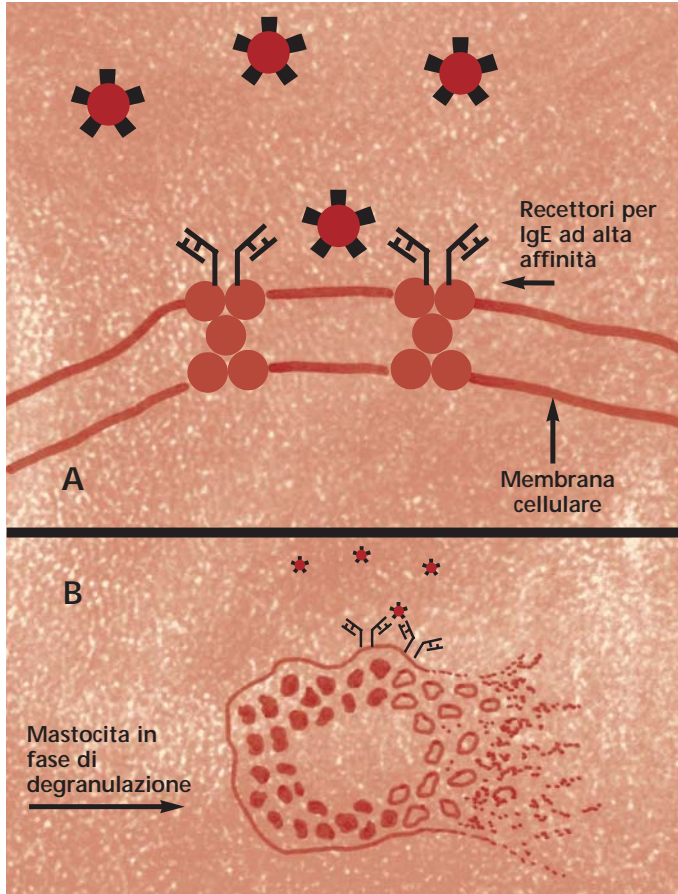 Recettori per
IgE ad alta
affinità
A
Membrana
cellulare
B
Mastocita in
fase di
degranulazione